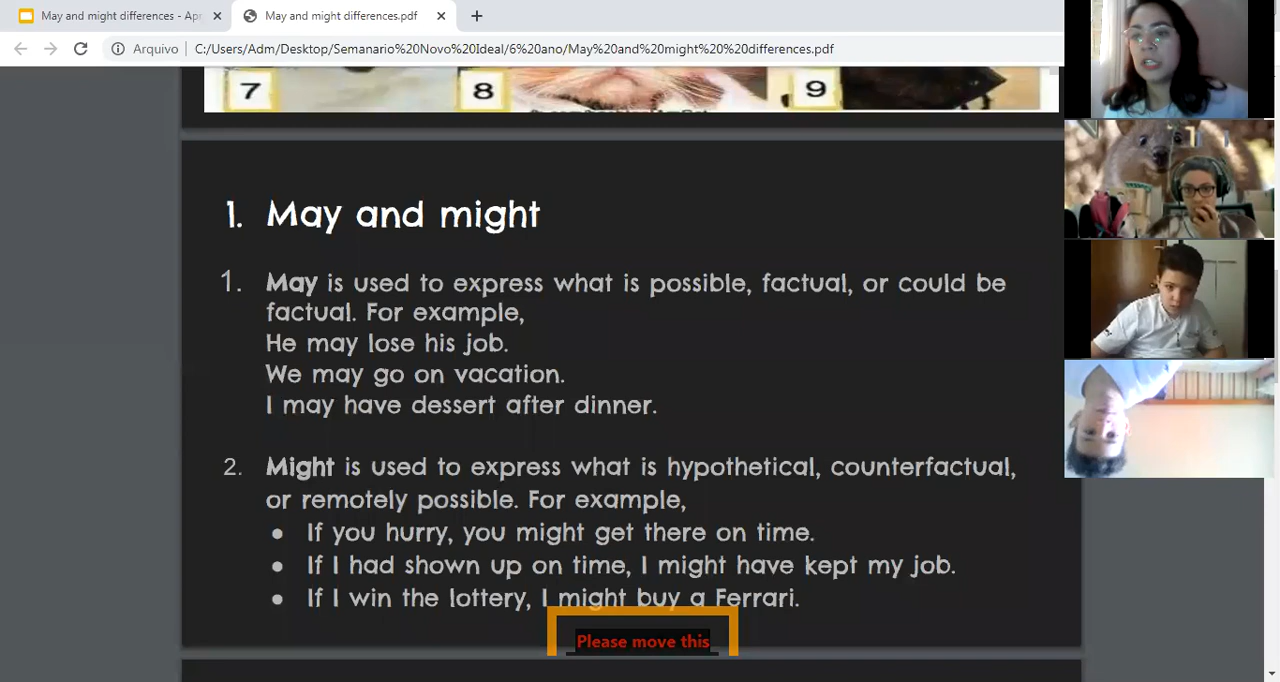 May and might differences - Apr
May and might differences.pdf
Arquivo
C:/Users/Adm/Desktop/Semanario%20Novo%20Ideal/6%20ano/May%20and%20might%20%20differences.pdf
7
8
9
1. May and might
1. May is used to express what is possible, factual, or could be
factual. For example,
He may lose his job.
We may go on vacation.
I may have dessert after dinner.
2. Might is used to express what is hypothetical, counterfactual,
or remotely possible. For example,
● If you hurry, you might get there on time.
● If I had shown up on time, I might have kept my job.
● If I win the lottery, I might buy a Ferrari.
Please move this